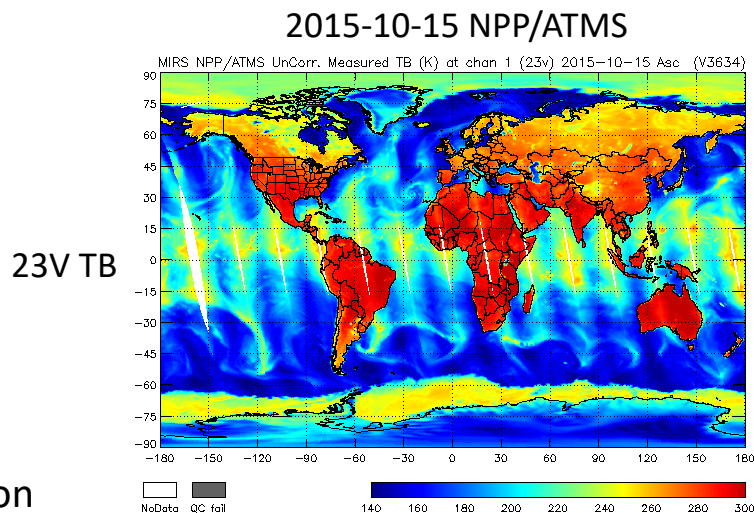 2015-10-15 NPP/ATMS
MIRS NPP/ATMS UnCorr. Measured TB (K) at chan 1 (23v) 2015-10-15 Asc (V3634)
90
75
60
45
30
15
0
-15
-30
-45
-60
-75
-90
23V TB
-180 -150 -120 -90 -60 -30 0 30 60 90 120 150 180
on
NoData QC fail
140 160 180 200 220 240 260 280 300